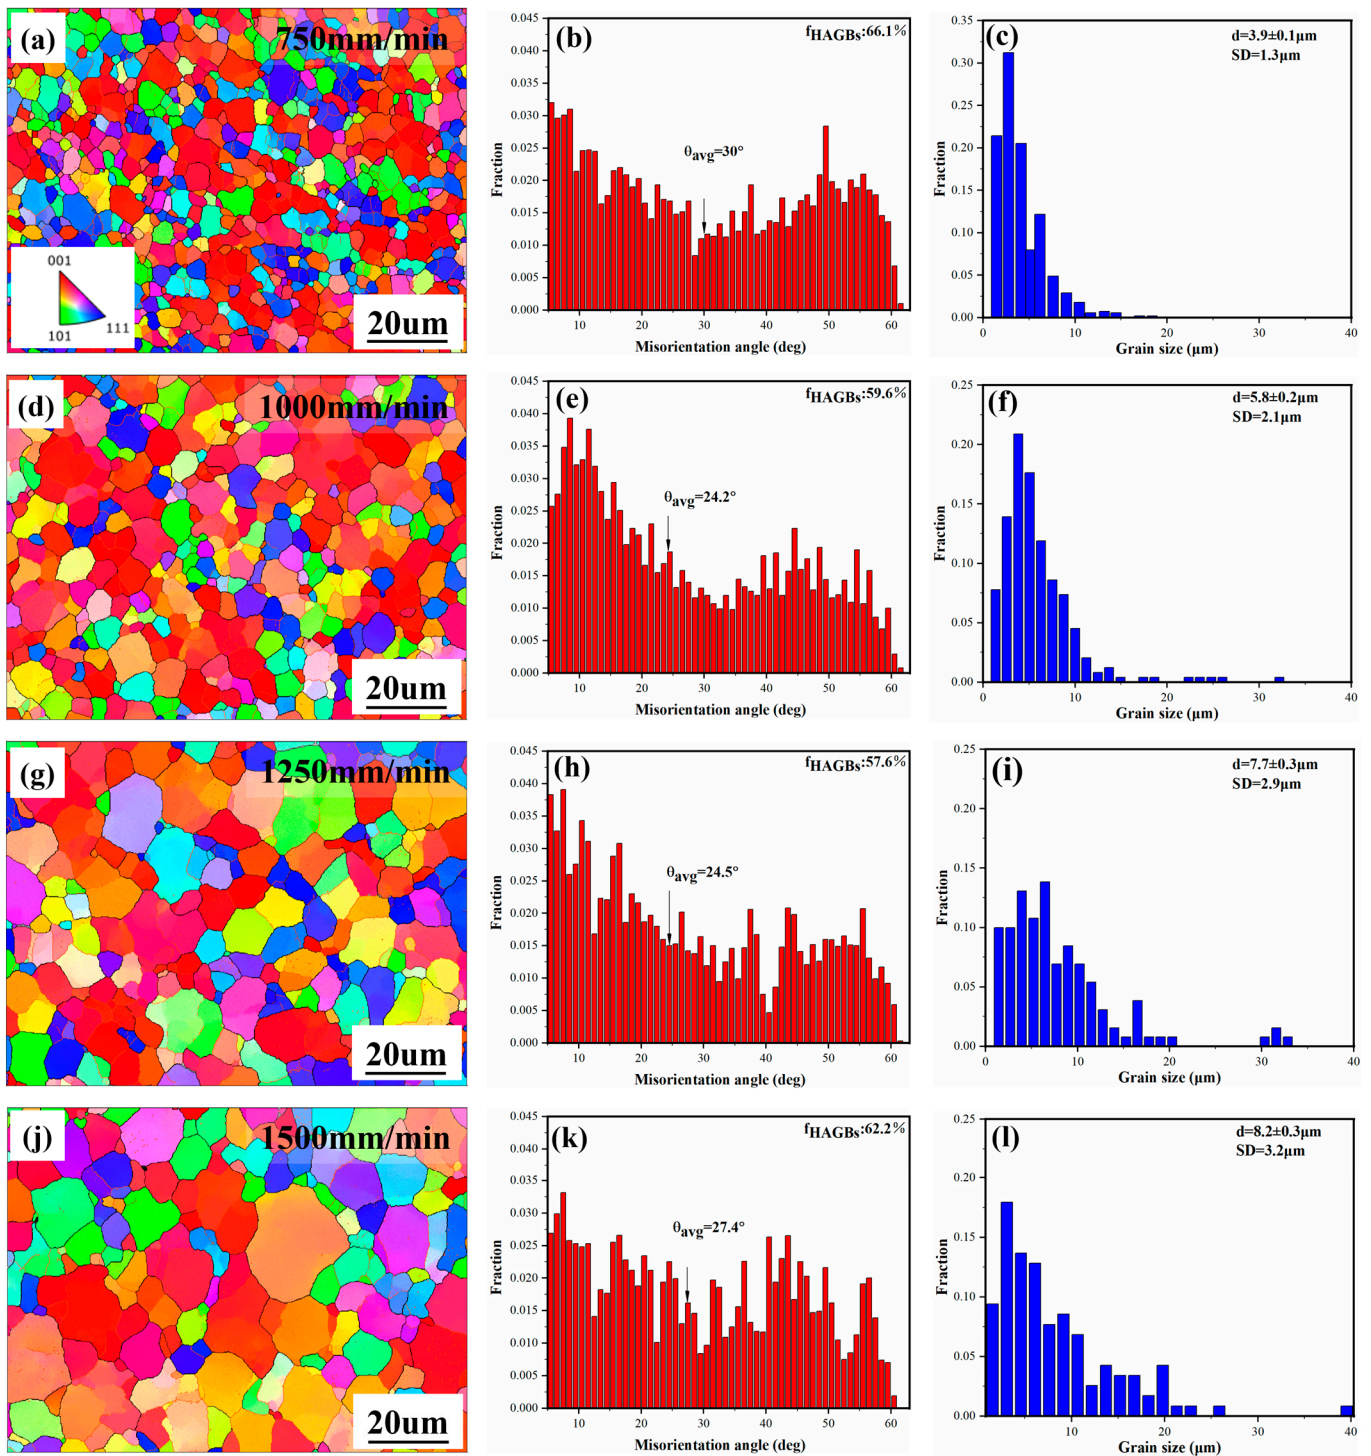 (a)
750mm/min
001
101
111
20um
(b)
fHAGBs:66.1%
θavg=30°
0.045
0.040
0.035
0.030
0.025
0.020
0.015
0.010
0.005
0.000
Fraction
10 20 30 40 50 60
Misorientation angle (deg)
(c)
d=3.9±0.1μm
SD=1.3μm
0.35
0.30
0.25
0.20
0.15
0.10
0.05
0.00
Fraction
0 10 20 30 40
Grain size (μm)
(d)
1000mm/min
20um
(e)
fHAGBs:59.6%
θavg=24.2°
0.045
0.040
0.035
0.030
0.025
0.020
0.015
0.010
0.005
0.000
Fraction
10 20 30 40 50 60
Misorientation angle (deg)
(f)
d=5.8±0.2μm
SD=2.1μm
0.25
0.20
0.15
0.10
0.05
0.00
Fraction
0 10 20 30 40
Grain size (μm)
(g)
1250mm/min
20um
(h)
fHAGBs:57.6%
θavg=24.5°
0.045
0.040
0.035
0.030
0.025
0.020
0.015
0.010
0.005
0.000
Fraction
10 20 30 40 50 60
Misorientation angle (deg)
(i)
d=7.7±0.3μm
SD=2.9μm
0.25
0.20
0.15
0.10
0.05
0.00
Fraction
0 10 20 30 40
Grain size (μm)
(j)
1500mm/min
20um
(k)
fHAGBs:62.2%
θavg=27.4°
0.045
0.040
0.035
0.030
0.025
0.020
0.015
0.010
0.005
0.000
Fraction
10 20 30 40 50 60
Misorientation angle (deg)
(l)
d=8.2±0.3μm
SD=3.2μm
0.25
0.20
0.15
0.10
0.05
0.00
Fraction
10 20 30 40
Grain size (μm)